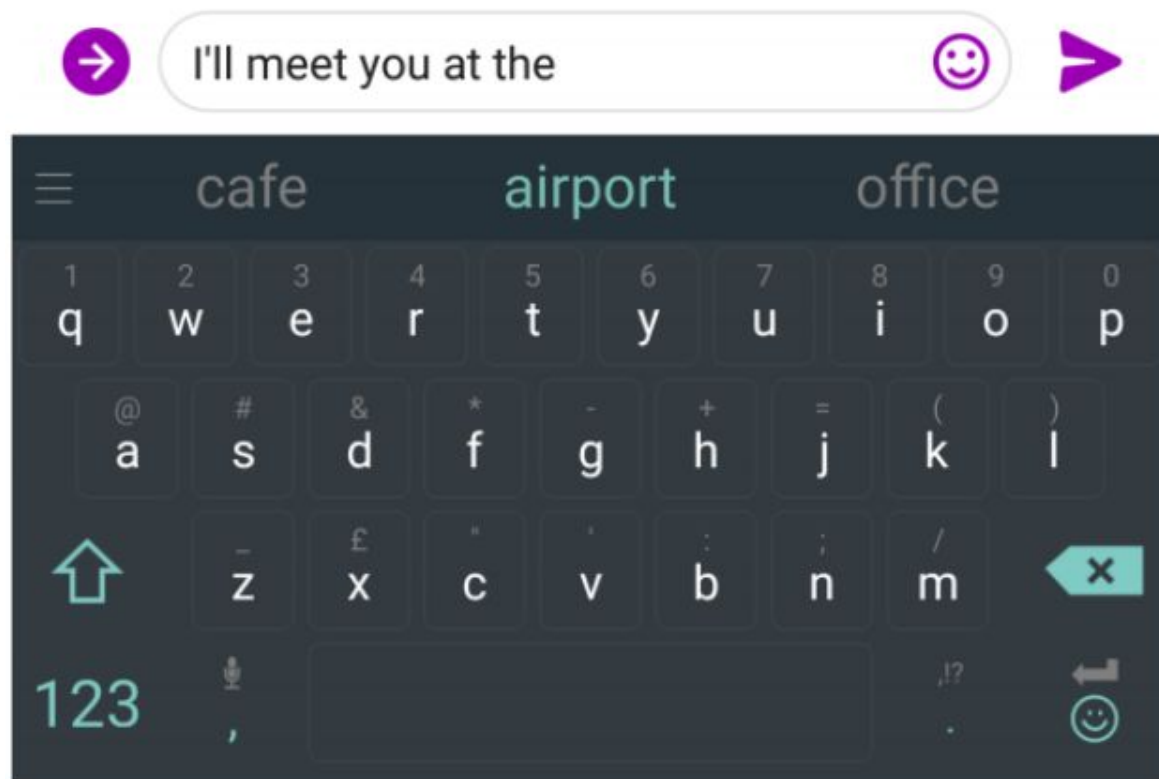 I'll meet you at the
cafe airport office
1 2 3 4 5 6 7 8 9 0
q w e r t y u i o p
@ # & * - + = ( )
a s d f g h j k l
_ £ " ' : ; /
z x c v b n m
,!?
123 , .